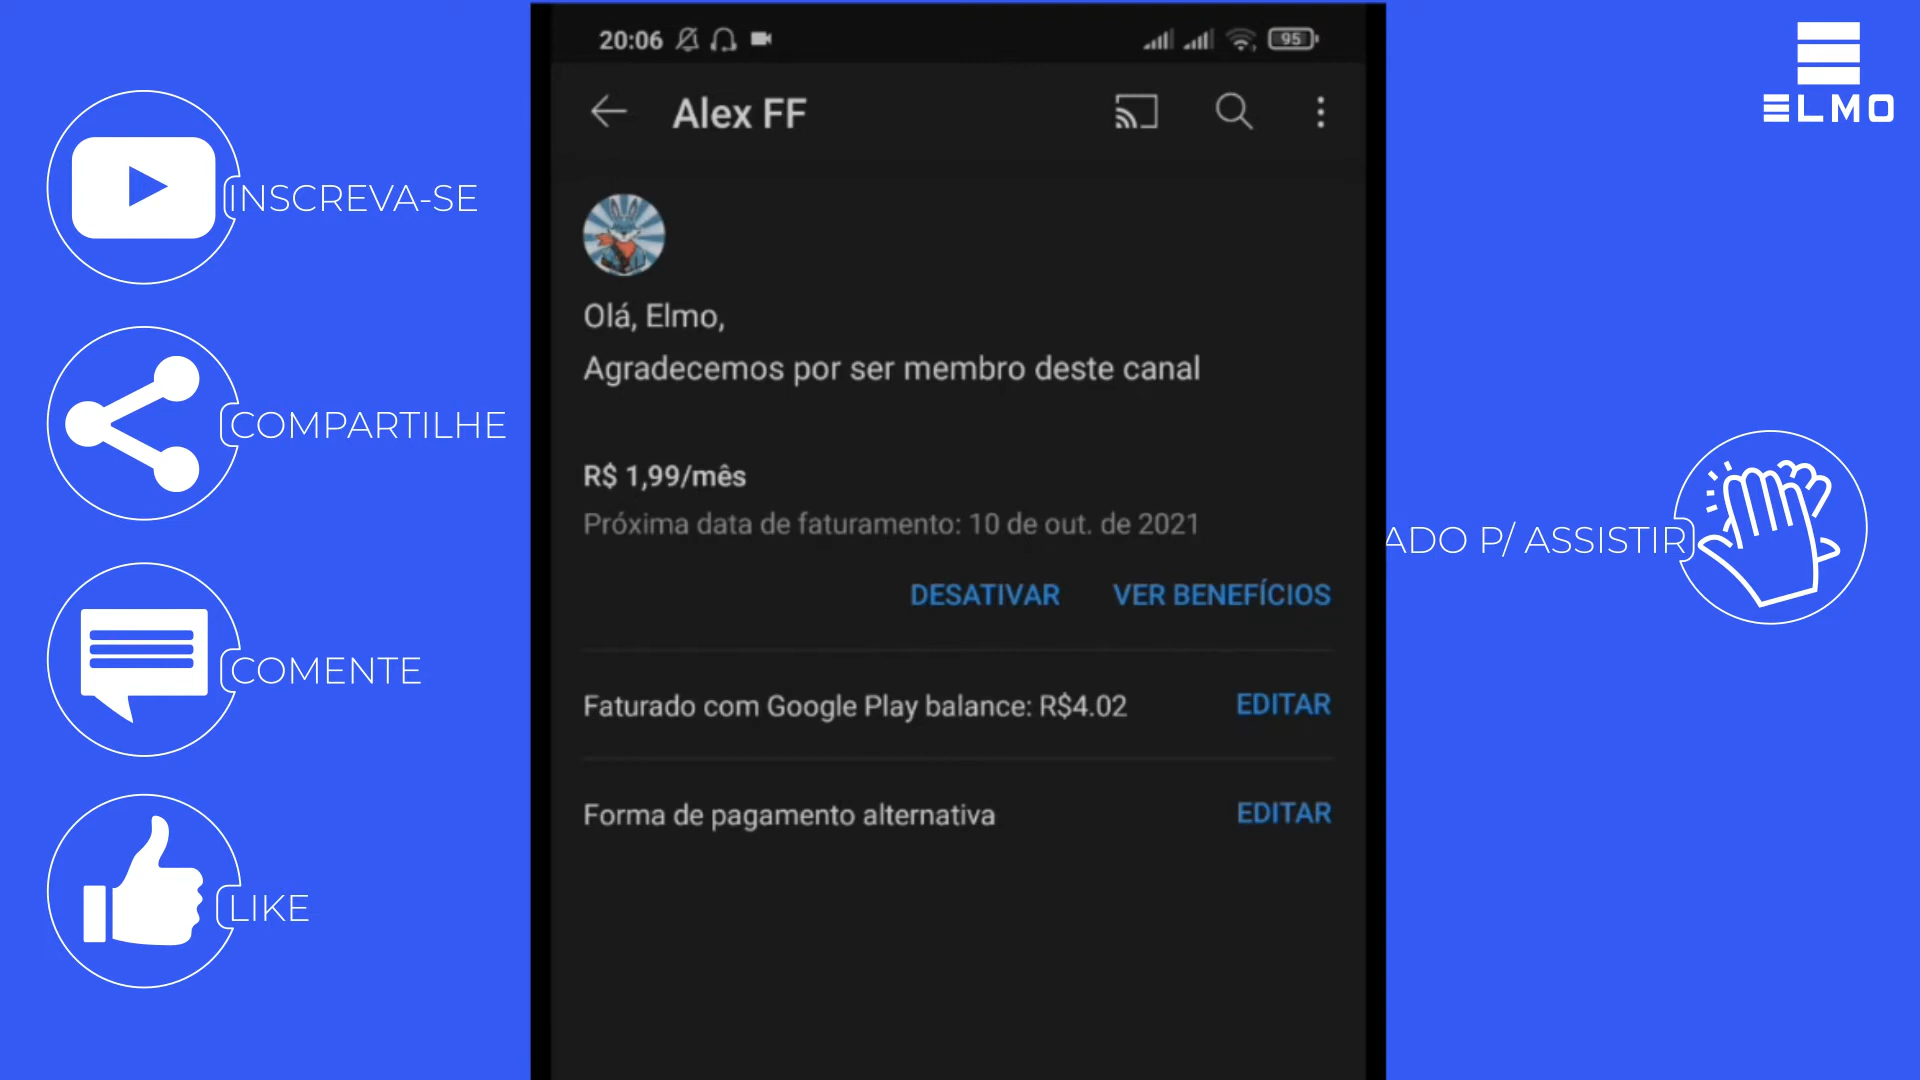 20:06
95
Alex FF
Olá, Elmo,
Agradecemos por ser membro deste canal
R$ 1,99/mês
Próxima data de faturamento: 10 de out. de 2021
DESATIVAR
VER BENEFÍCIOS
Faturado com Google Play balance: R$4.02
EDITAR
Forma de pagamento alternativa
EDITAR
INSCREVA-SE
COMPARTILHE
COMENTE
LIKE
ELMO
ADO P/ ASSISTIR